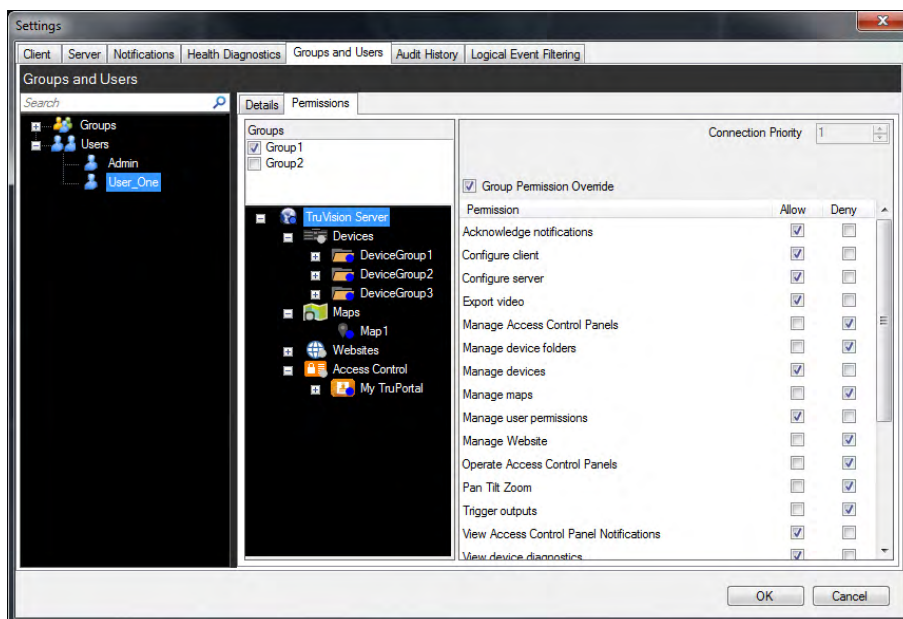 Settings
Client Server Notifications Health Diagnostics Groups and Users Audit History Logical Event Filtering
Groups and Users
Search
Groups
Users
Admin
User_One
Details Permissions
Groups
Group1
Group2
TruVision Server
Devices
DeviceGroup1
DeviceGroup2
DeviceGroup3
Maps
Map1
Websites
Access Control
My TruPortal
Connection Priority 1
Group Permission Override
Permission Allow Deny
Acknowledge notifications
Configure client
Configure server
Export video
Manage Access Control Panels
Manage device folders
Manage devices
Manage maps
Manage user permissions
Manage Website
Operate Access Control Panels
Pan Tilt Zoom
Trigger outputs
View Access Control Panel Notifications
View device diagnostics
OK Cancel